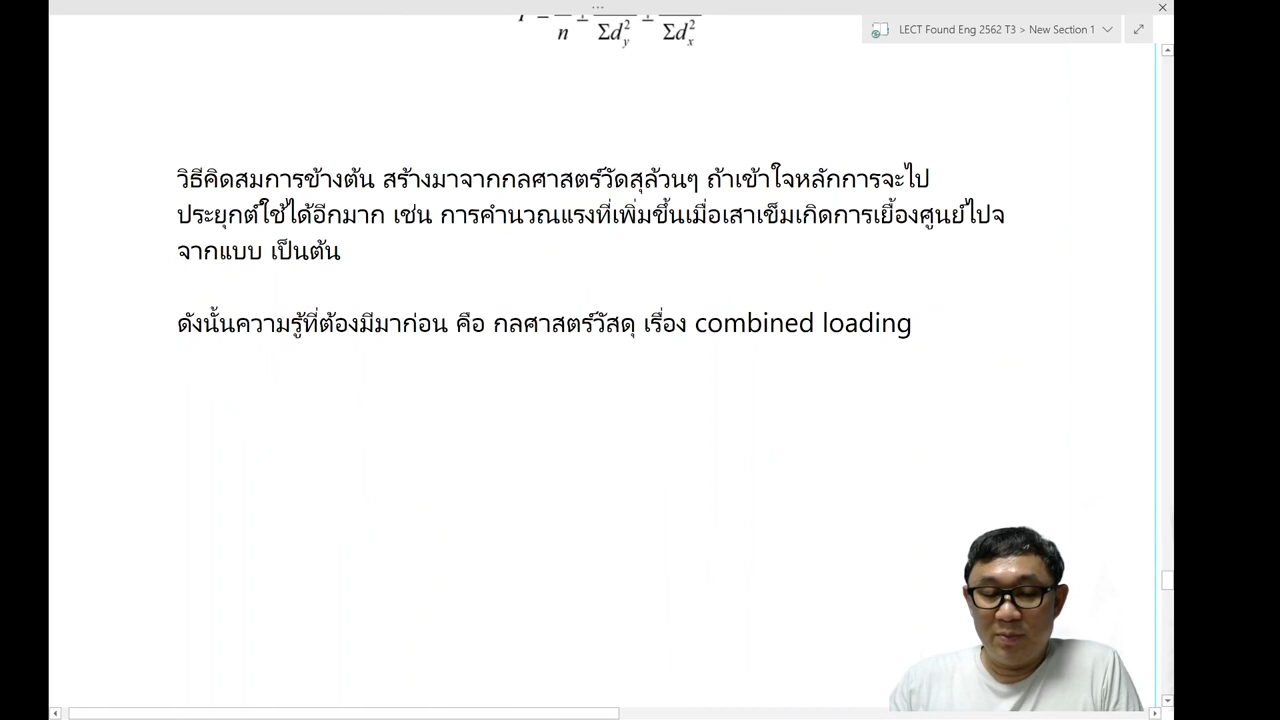 n Σd_y^2 Σd_x^2
LECT Found Eng 2562 T3 > New Section 1
วิธีคิดสมการข้างต้น สร้างมาจากกลศาสตร์วัดสุล้วนๆ ถ้าเข้าใจหลักการจะไป
ประยุกต์ใช้ได้อีกมาก เช่น การคำนวณแรงที่เพิ่มขึ้นเมื่อเสาเข็มเกิดการเยื้องศูนย์ไปจ
จากแบบ เป็นต้น
ดังนั้นความรู้ที่ต้องมีมาก่อน คือ กลศาสตร์วัสดุ เรื่อง combined loading